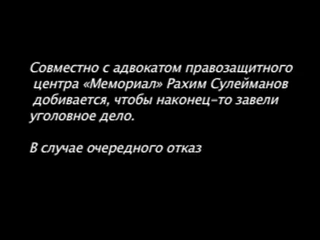 Совместно с адвокатом правозащитного
центра «Мемориал» Рахим Сулейманов
добивается, чтобы наконец-то завели
уголовное дело.
В случае очередного отказ